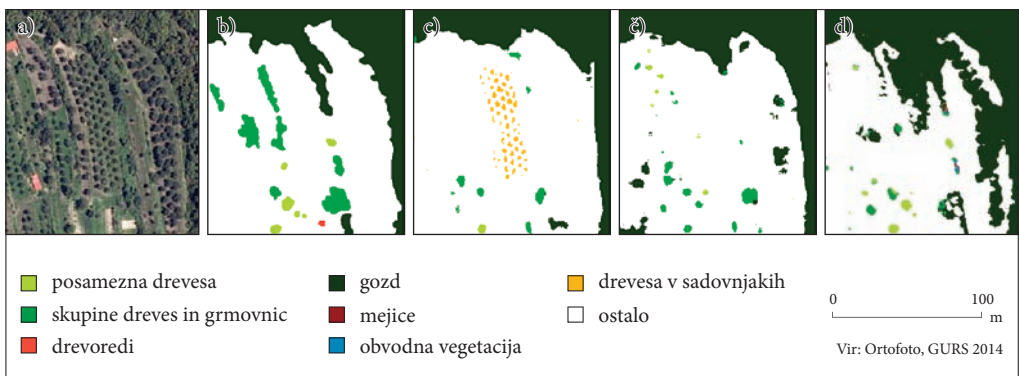 a) b) c) č) d)
posamezna drevesa
skupine dreves in grmovnic
drevoredi
gozd
mejice
obvodna vegetacija
drevesa v sadovnjakih
ostalo
0 100
m
Vir: Ortofoto, GURS 2014